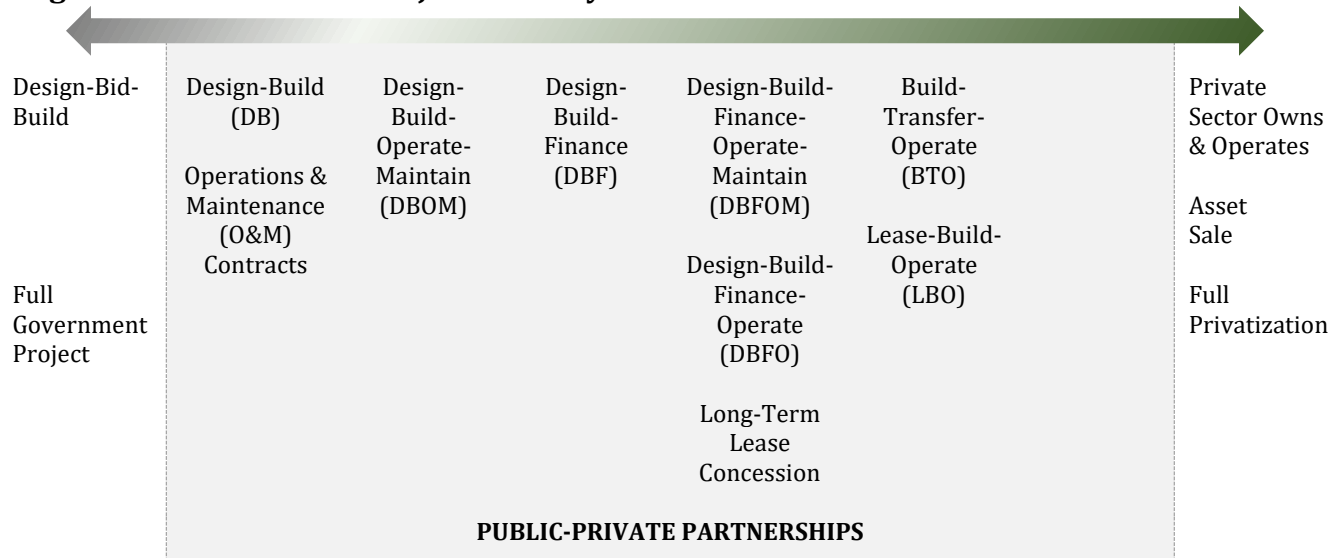 Design-Bid-
Build
Full
Government
Project
Design-Build
(DB)
Operations &
Maintenance
(O&M)
Contracts
Design-
Build-
Operate-
Maintain
(DBOM)
Design-
Build-
Finance
(DBF)
Design-Build-
Finance-
Operate-
Maintain
(DBFOM)
Design-Build-
Finance-
Operate
(DBFO)
Long-Term
Lease
Concession
Build-
Transfer-
Operate
(BTO)
Lease-Build-
Operate
(LBO)
Private
Sector Owns
& Operates
Asset
Sale
Full
Privatization
PUBLIC-PRIVATE PARTNERSHIPS